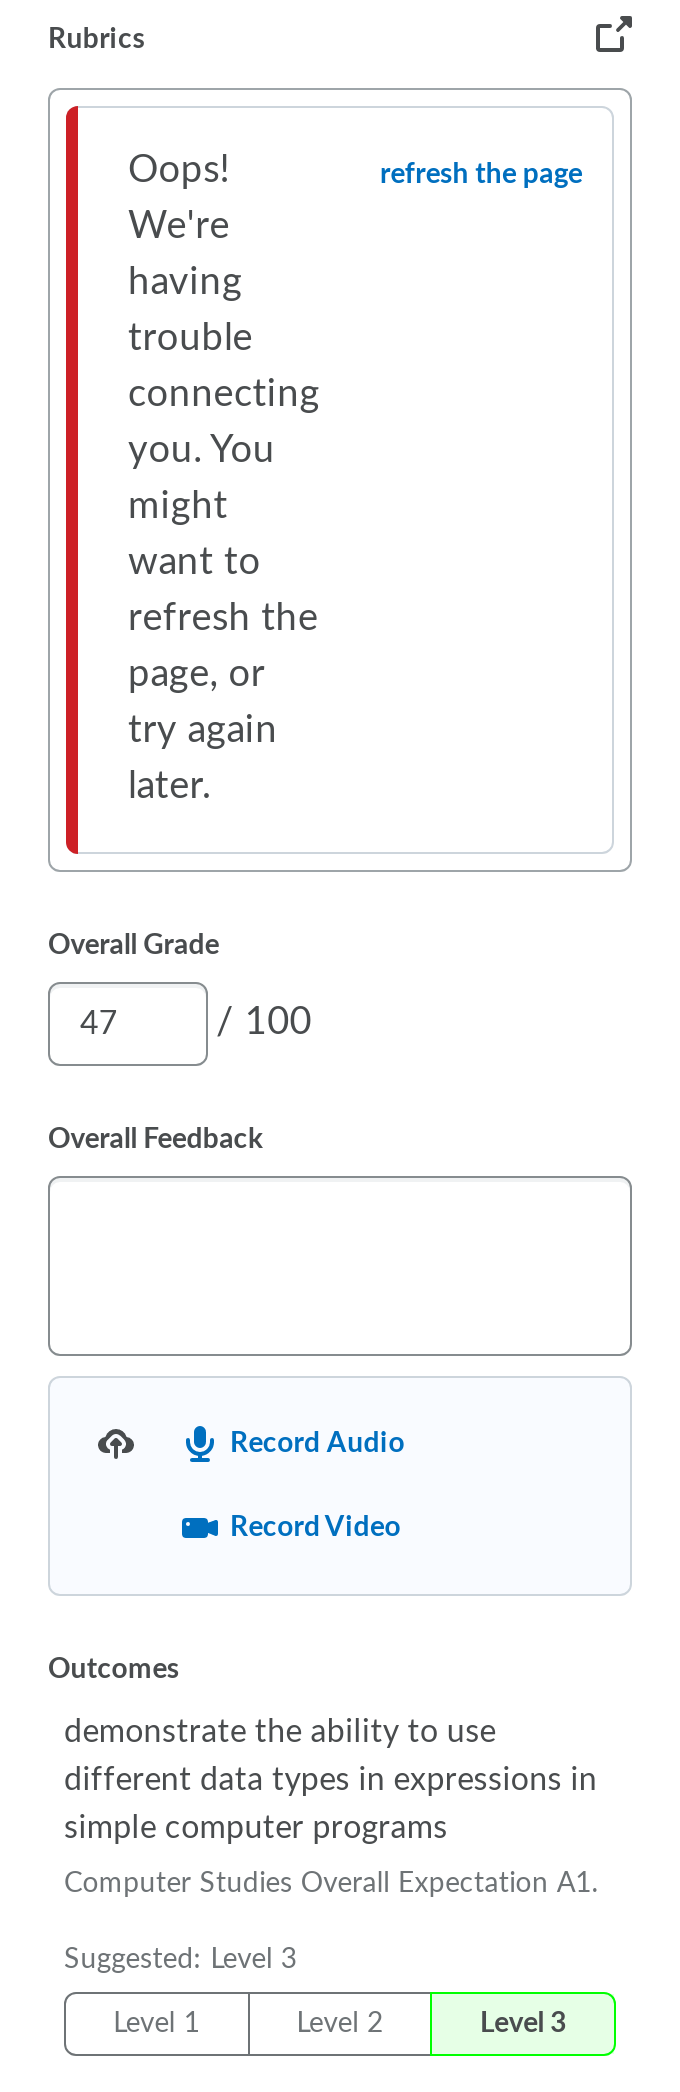 Rubrics
Oops!
refresh the page
We're
having
trouble
connecting
you. You
might
want to
refresh the
page, or
try again
later.
Overall Grade
47 / 100
Overall Feedback
Record Audio
Record Video
Outcomes
demonstrate the ability to use
different data types in expressions in
simple computer programs
Computer Studies Overall Expectation A1.
Suggested: Level 3
Level 1 Level 2 Level 3